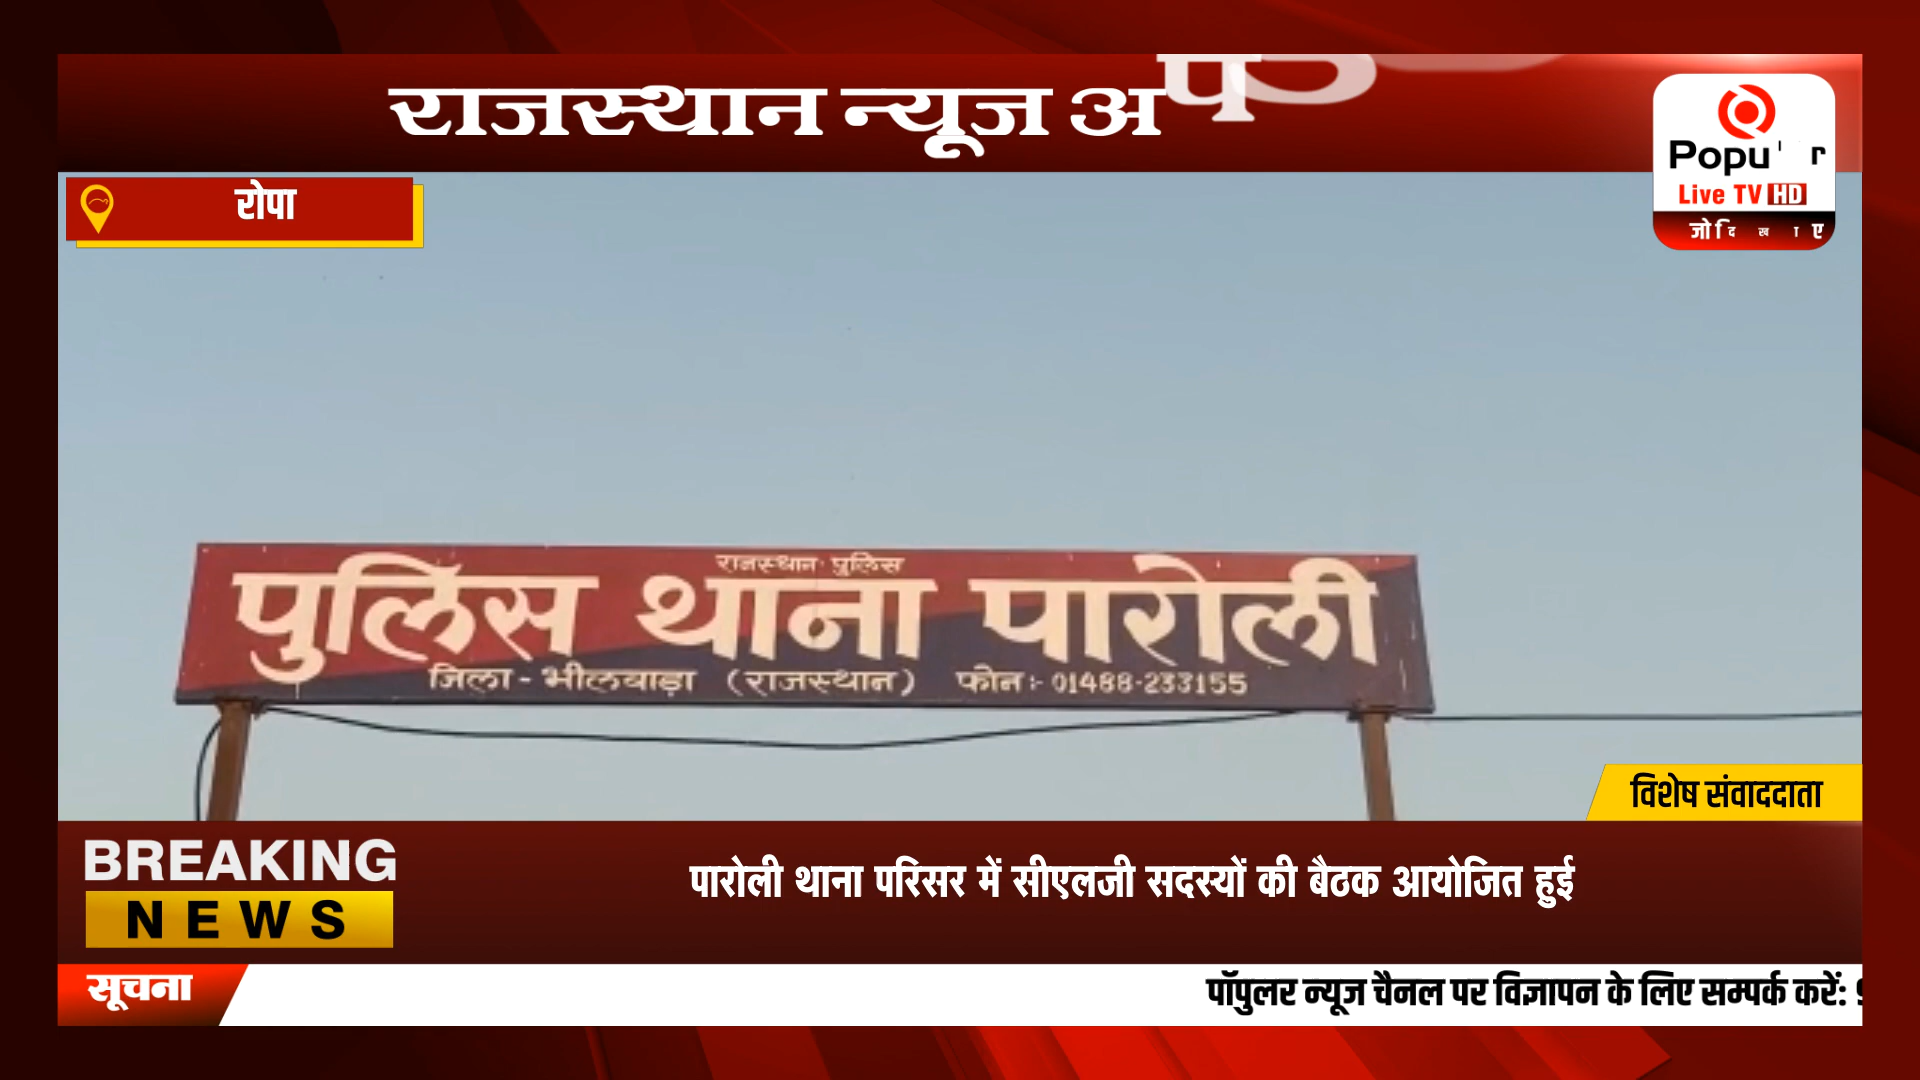 राजस्थान न्यूज अप
रोपा
Popu r
Live TV HD
जो दिखाए
राजस्थान पुलिस
पुलिस थाना पारोली
जिला - भीलवाड़ा (राजस्थान) फोन :- 01488-233155
विशेष संवाददाता
BREAKING
NEWS
पारोली थाना परिसर में सीएलजी सदस्यों की बैठक आयोजित हुई
सूचना
पॉपुलर न्यूज चैनल पर विज्ञापन के लिए सम्पर्क करें: